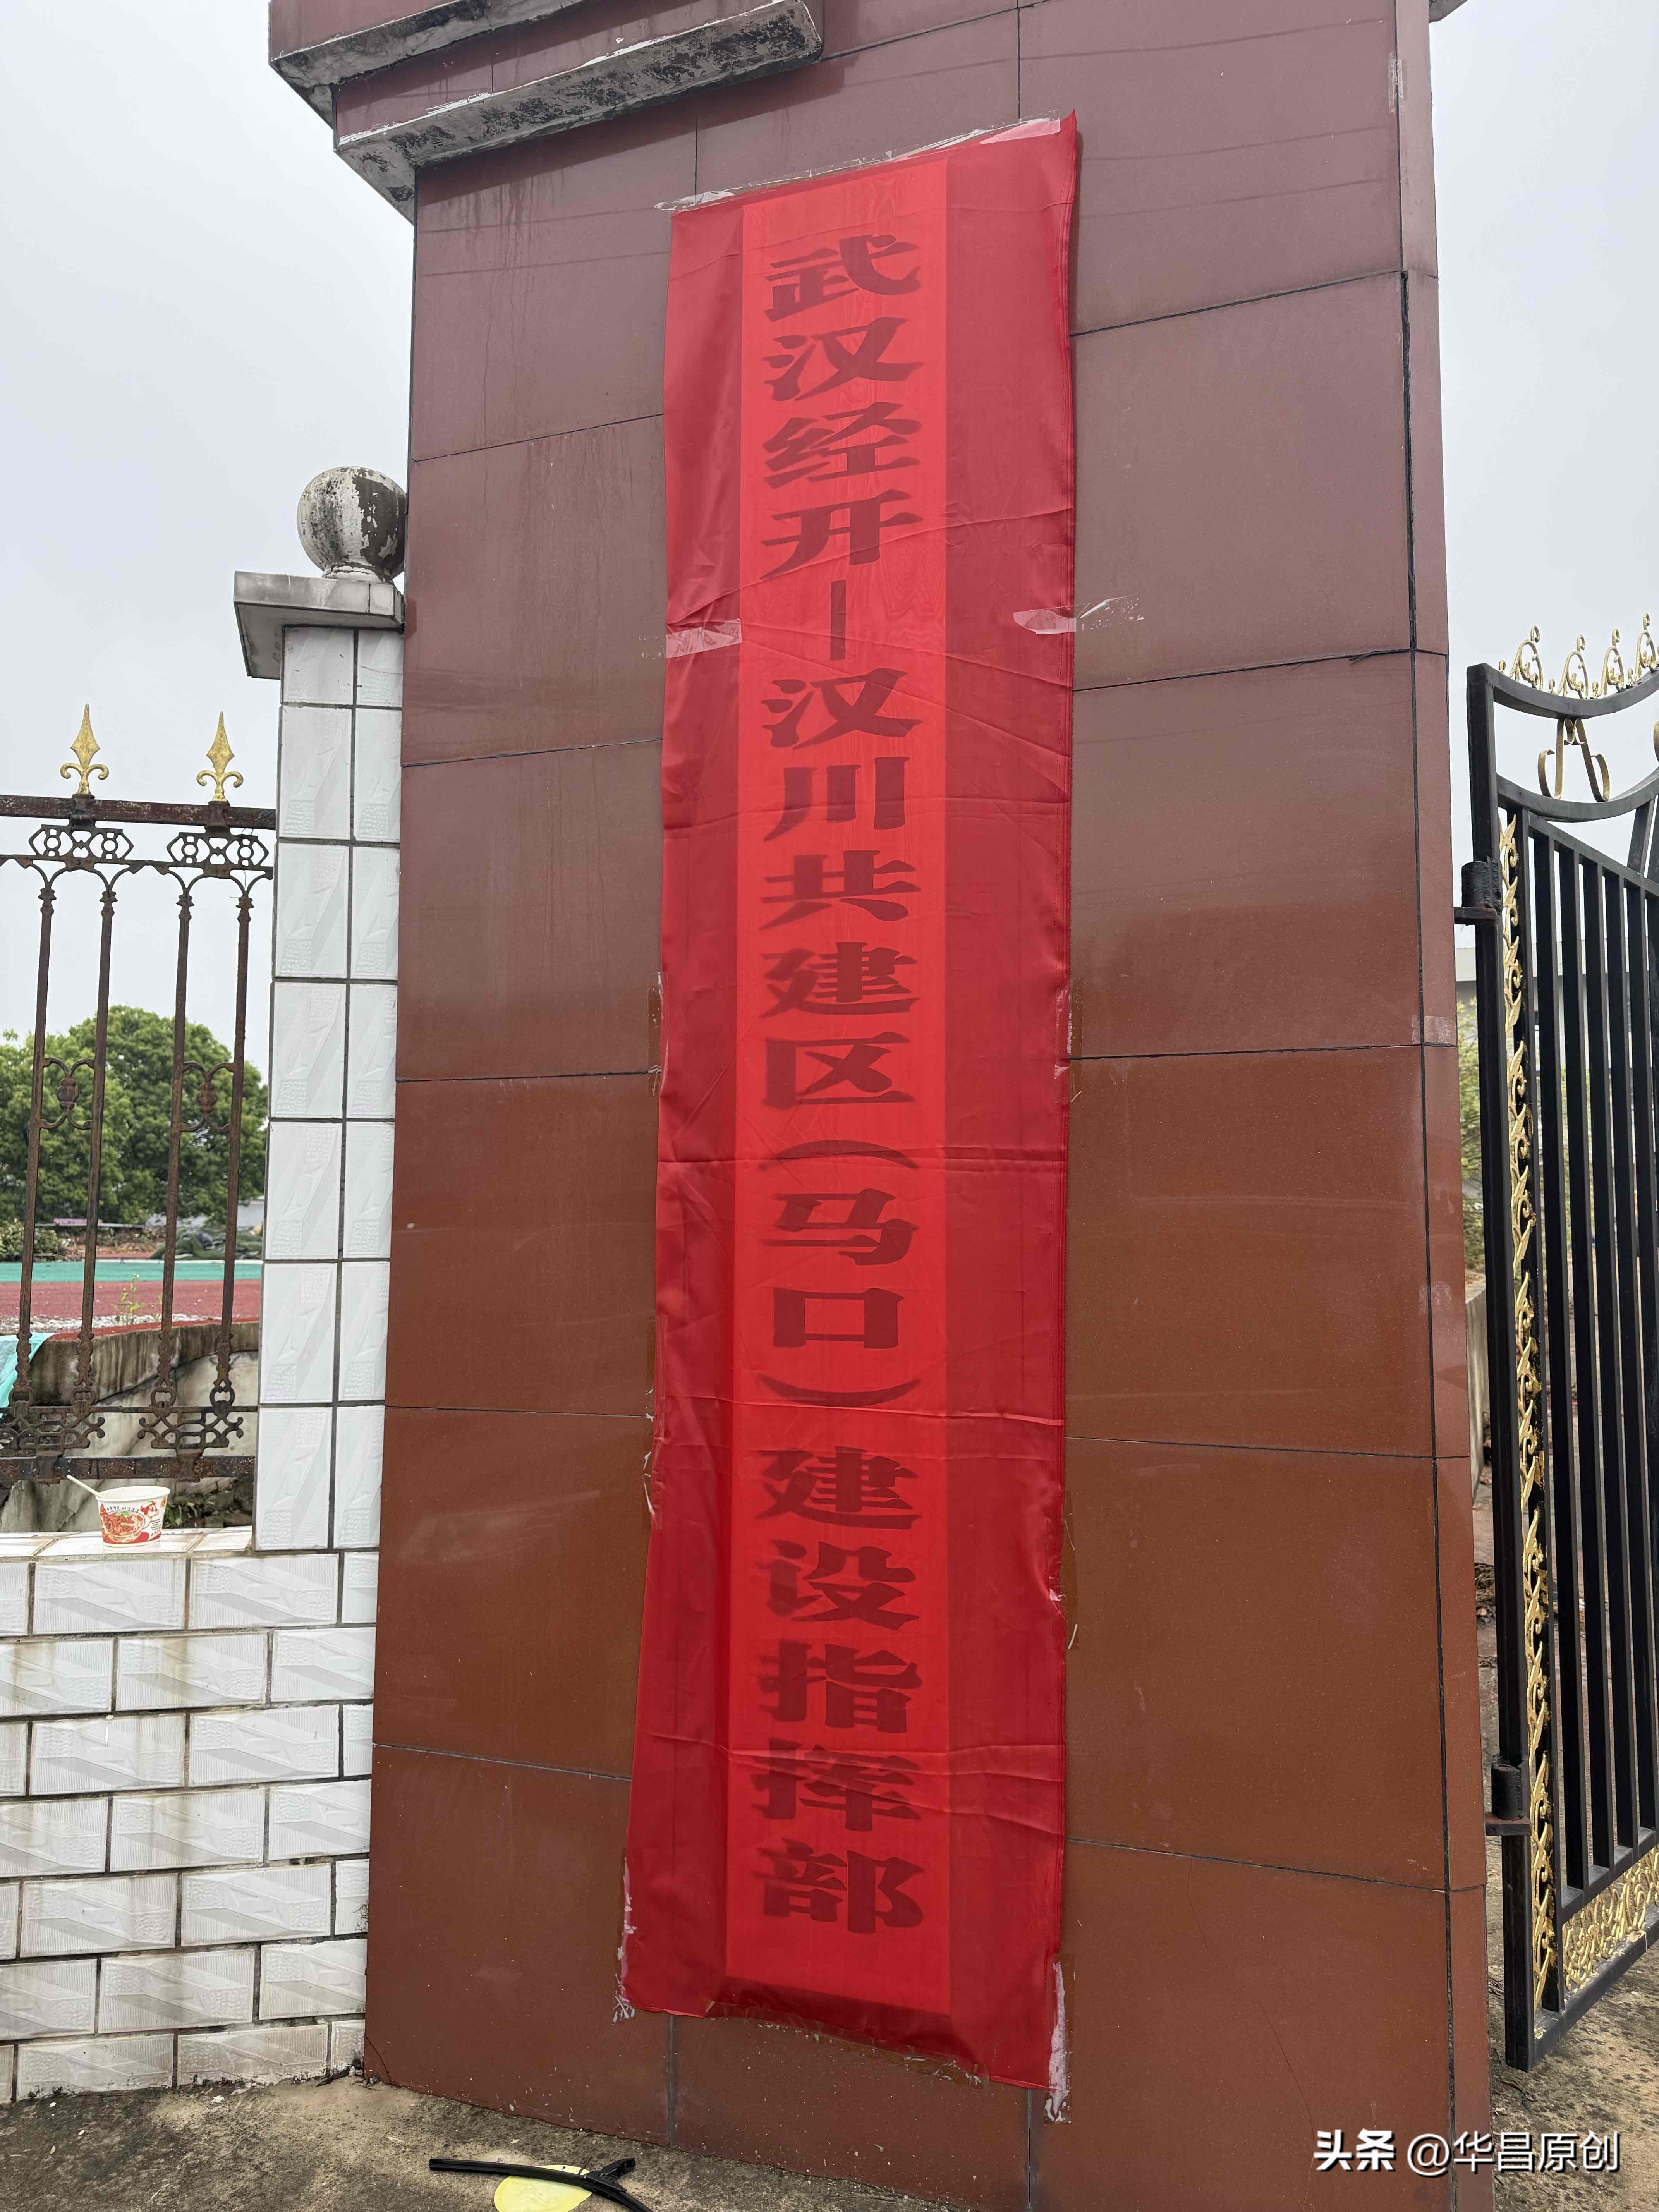 武汉经开—汉川共建区（马口）建设指挥部
头条 @华昌原创